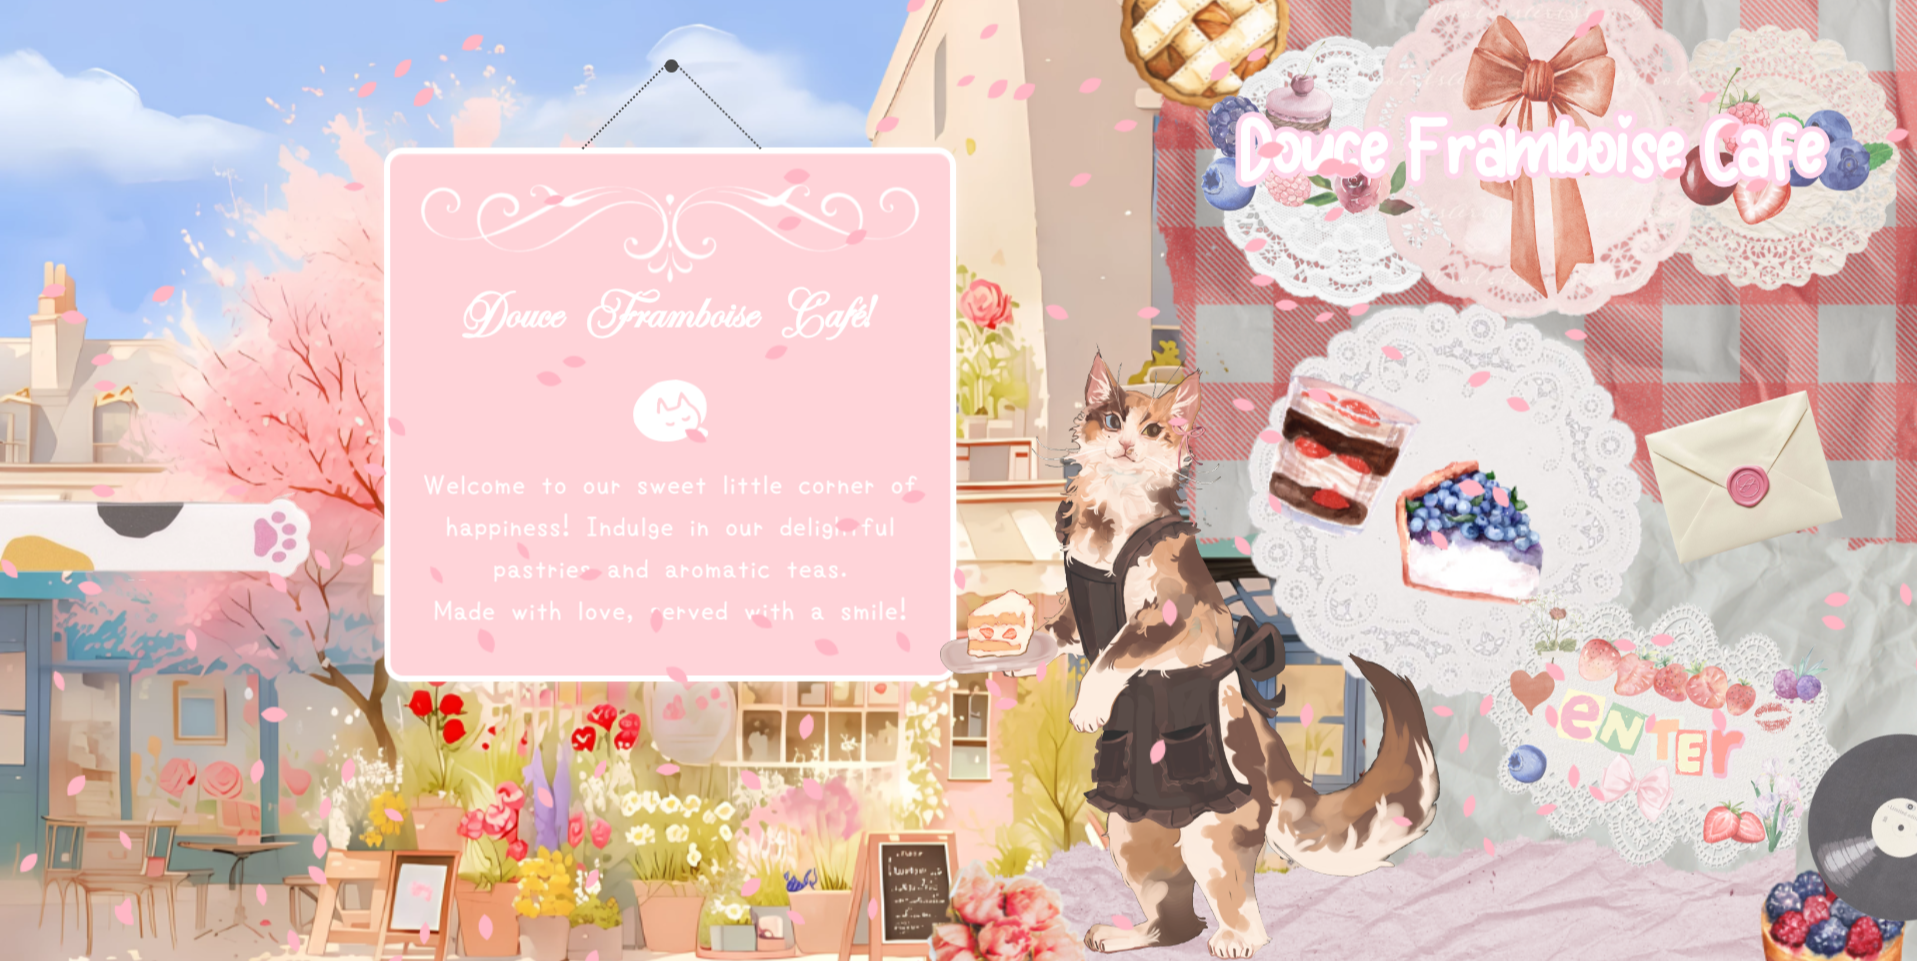 Douce Framboise Cafe
Douce Framboise Café!
Welcome to our sweet little corner of
happiness! Indulge in our delightful
pastries and aromatic teas.
Made with love, served with a smile!
eNTEr